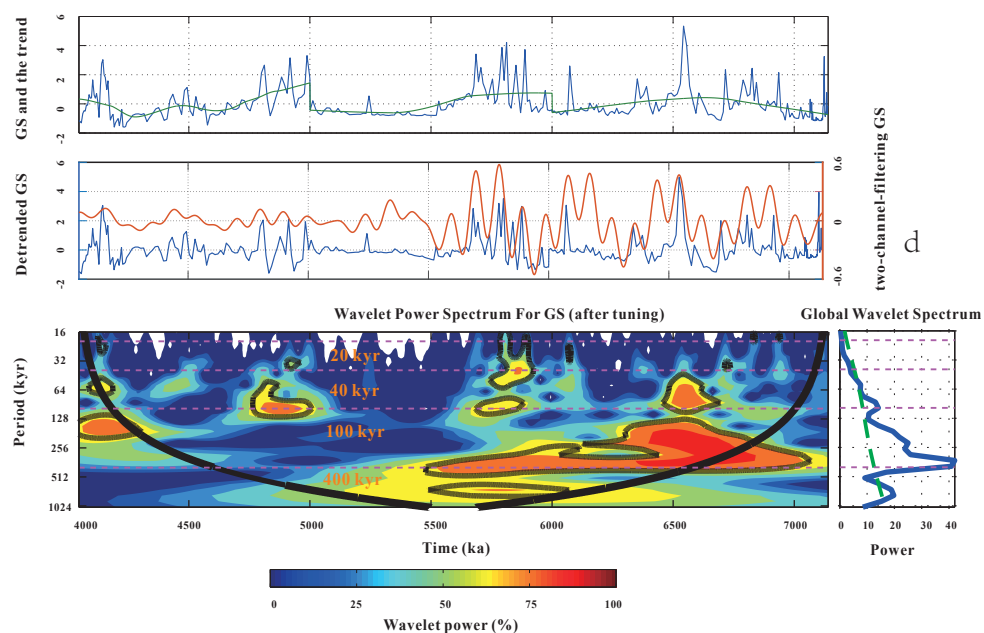 GS and the trend
6
4
2
0
-2
Detrended GS
6
4
2
0
-2
0.6
0
-0.6
two-channel-filtering GS
d
Wavelet Power Spectrum For GS (after tuning)
Global Wavelet Spectrum
Period (kyr)
16
32
64
128
256
512
1024
20 kyr
40 kyr
100 kyr
400 kyr
4000 4500 5000 5500 6000 6500 7000
Time (ka)
0 10 20 30 40
Power
0 25 50 75 100
Wavelet power (%)